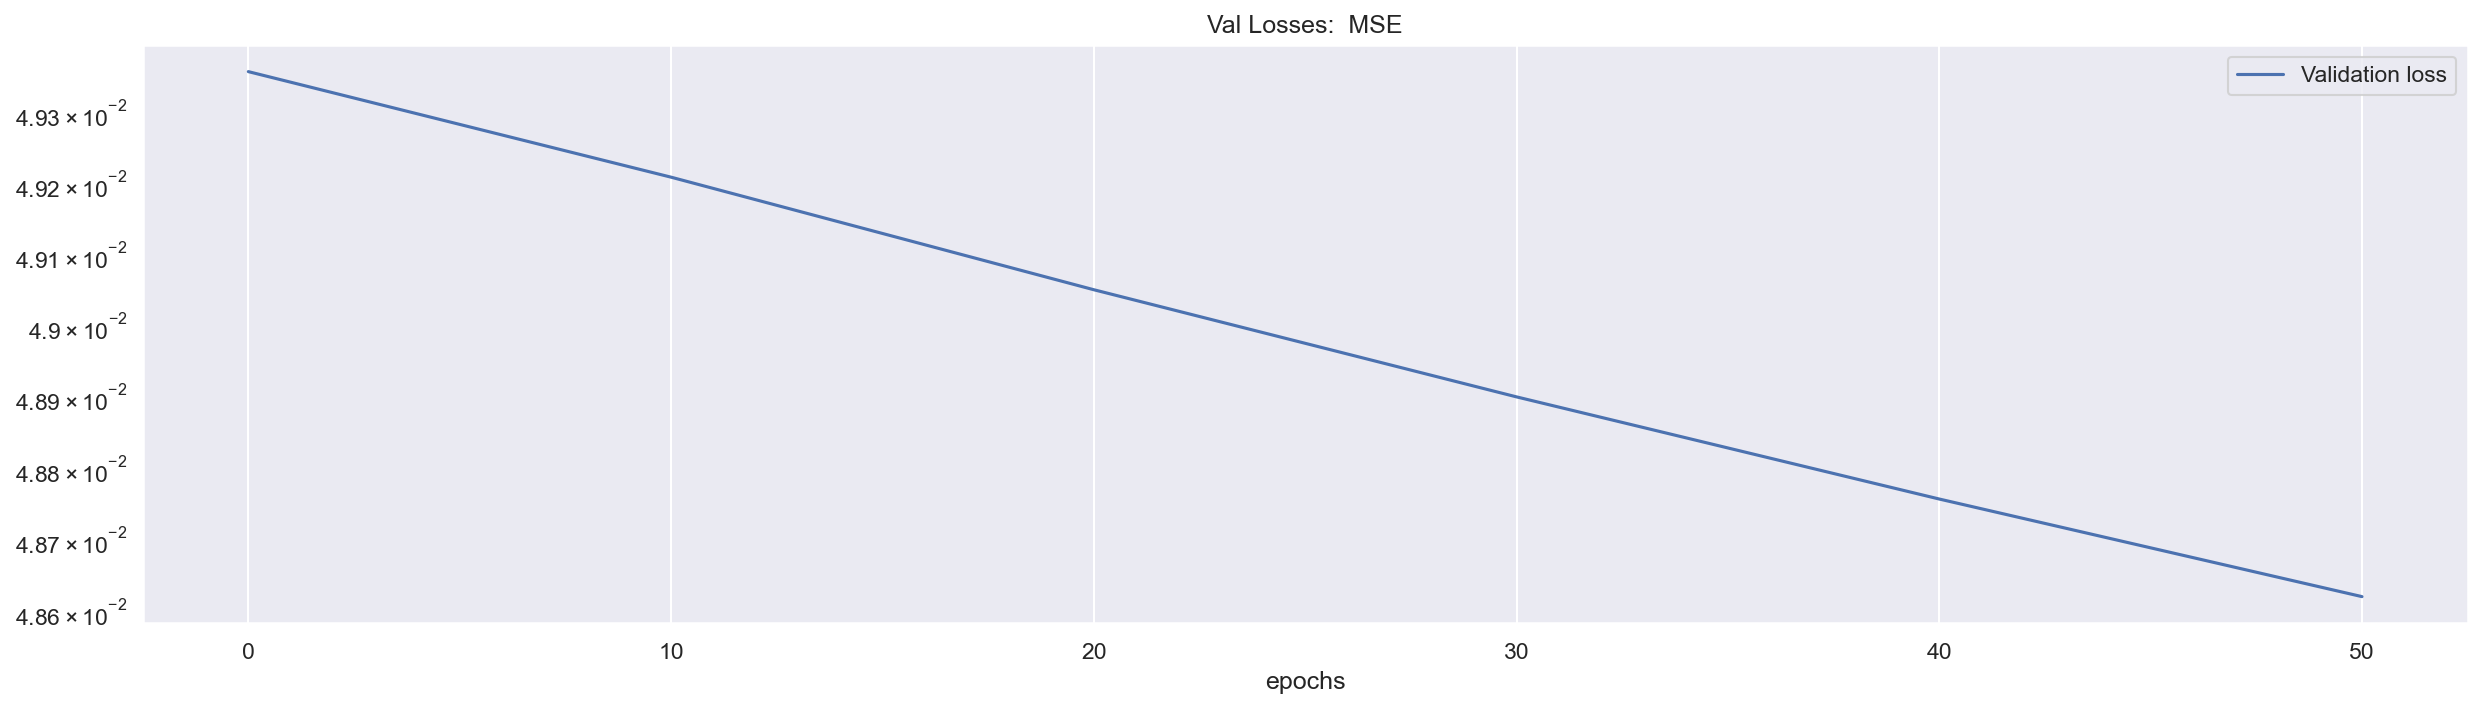 Val Losses:  MSE
Validation loss
4.93 × 10⁻²
4.92 × 10⁻²
4.91 × 10⁻²
4.9 × 10⁻²
4.89 × 10⁻²
4.88 × 10⁻²
4.87 × 10⁻²
4.86 × 10⁻²
0 10 20 30 40 50
epochs